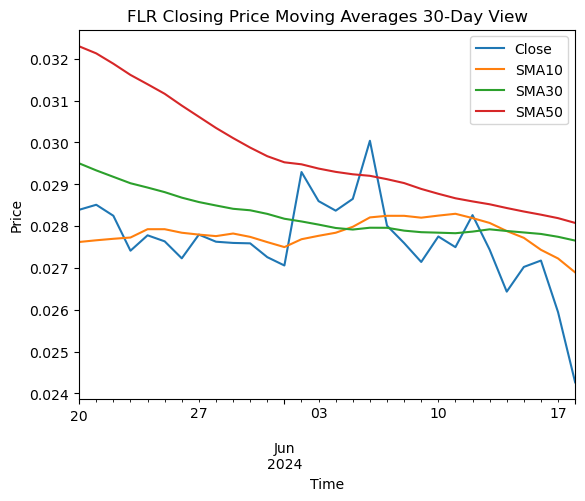 FLR Closing Price Moving Averages 30-Day View
Close
SMA10
SMA30
SMA50
Price
0.032
0.031
0.030
0.029
0.028
0.027
0.026
0.025
0.024
20 27 03 10 17
Jun
2024
Time